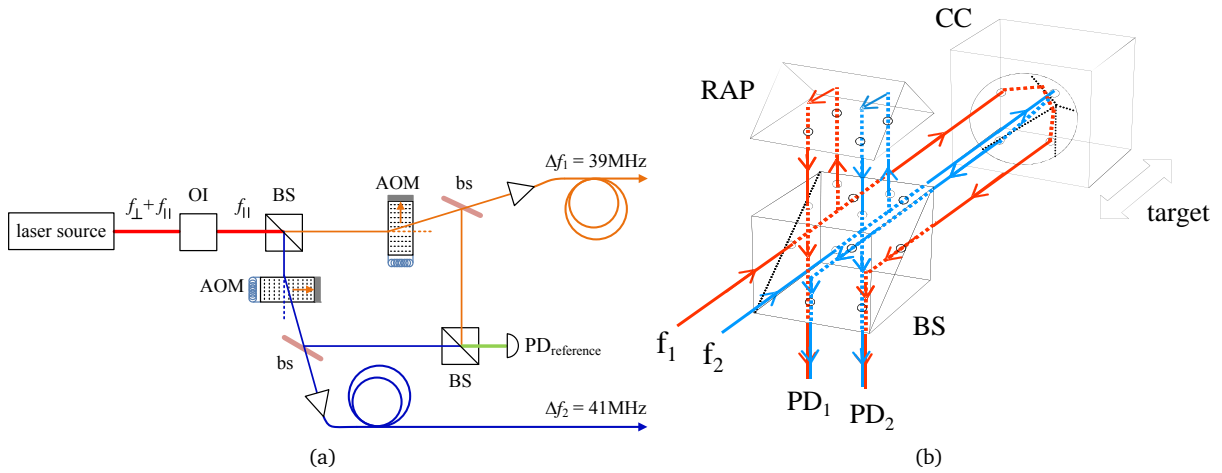 laser source
f⊥ + f||
OI
f||
BS
AOM
bs
Δf1 = 39MHz
AOM
bs
BS
PDreference
Δf2 = 41MHz
(a)
CC
RAP
target
BS
f1
f2
PD1
PD2
(b)